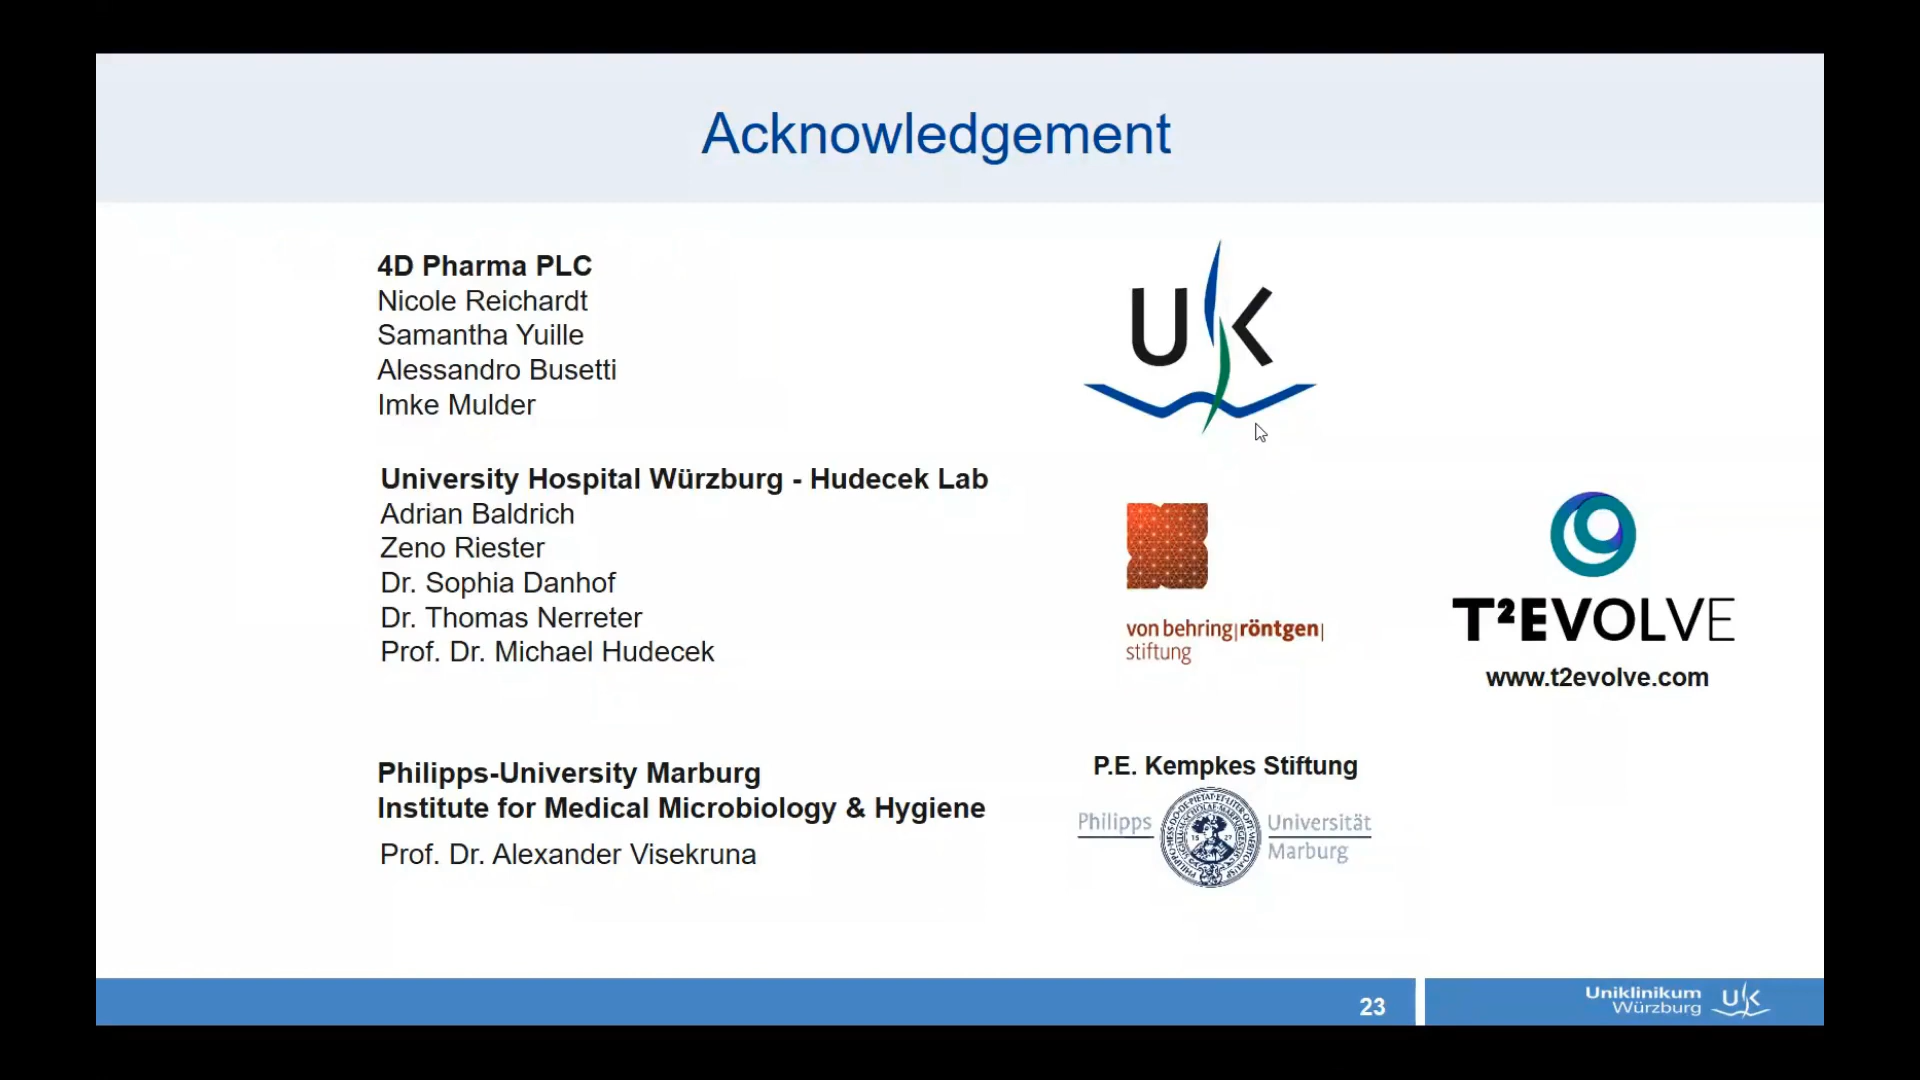 Acknowledgement
4D Pharma PLC
Nicole Reichardt
Samantha Yuille
Alessandro Busetti
Imke Mulder
UK
University Hospital Würzburg - Hudecek Lab
Adrian Baldrich
Zeno Riester
Dr. Sophia Danhof
Dr. Thomas Nerreter
Prof. Dr. Michael Hudecek
von behring|röntgen|
stiftung
T²EVOLVE
www.t2evolve.com
Philipps-University Marburg
Institute for Medical Microbiology & Hygiene
Prof. Dr. Alexander Visekruna
P.E. Kempkes Stiftung
Philipps Universität
Marburg
23
Uniklinikum
Würzburg
UK